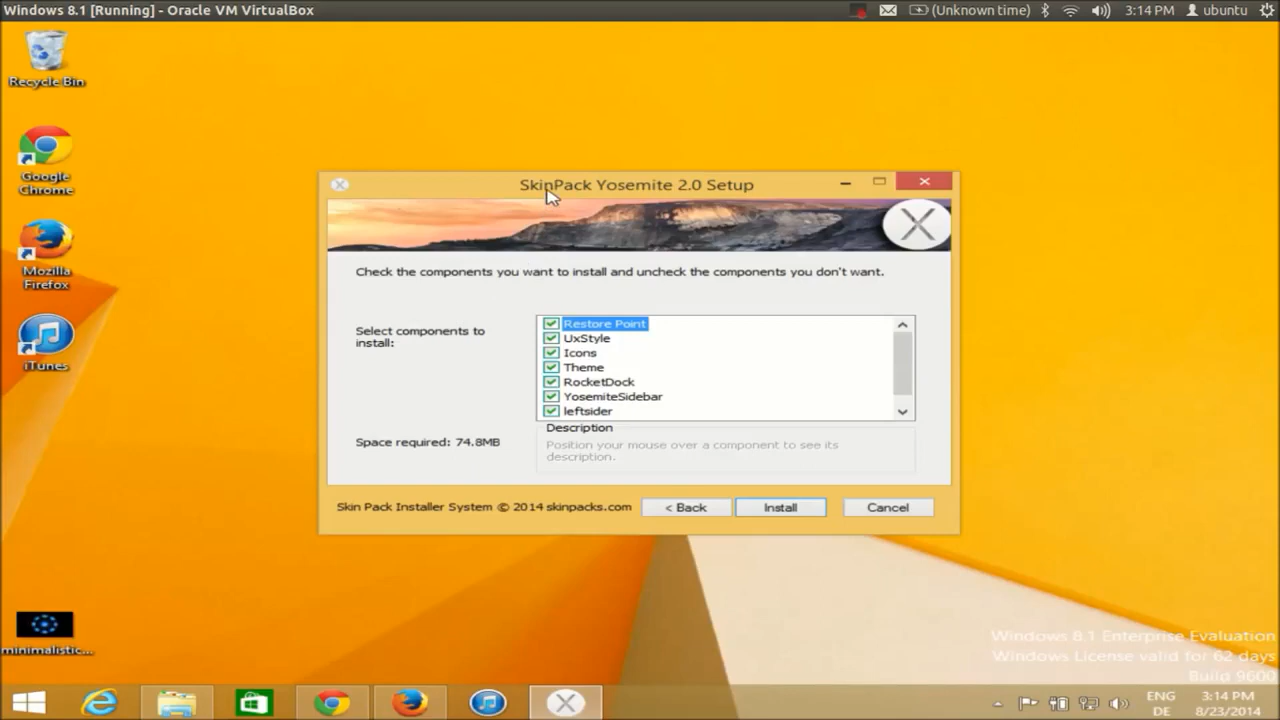 Windows 8.1 [Running] - Oracle VM VirtualBox
(Unknown time)
3:14 PM
ubuntu
Recycle Bin
Google
Chrome
Mozilla
Firefox
iTunes
minimalistic...
SkinPack Yosemite 2.0 Setup
X
Check the components you want to install and uncheck the components you don't want.
Select components to
install:
Restore Point
UxStyle
Icons
Theme
RocketDock
YosemiteSidebar
leftsider
Space required: 74.8MB
Description
Position your mouse over a component to see its
description.
Skin Pack Installer System © 2014 skinpacks.com
< Back
Install
Cancel
Windows 8.1 Enterprise Evaluation
Windows License valid for 62 days
Build 9600
ENG
DE
3:14 PM
8/23/2014